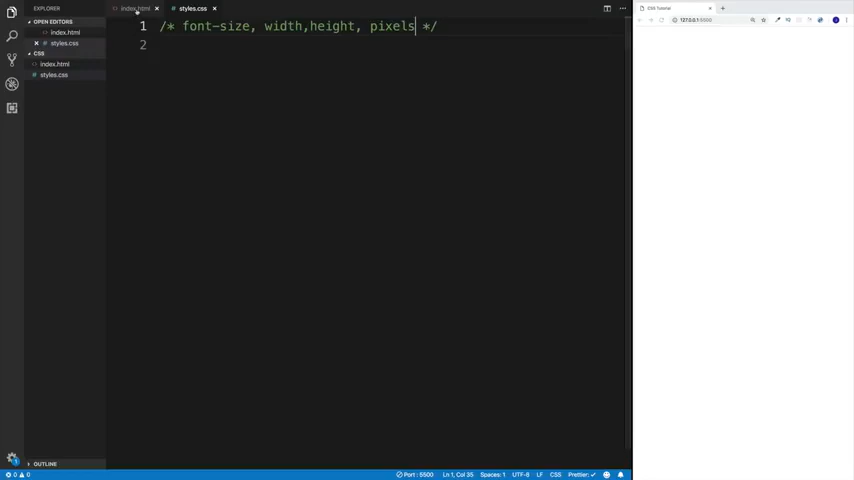 EXPLORER
OPEN EDITORS
index.html
styles.css
CSS
index.html
styles.css
OUTLINE
index.html
styles.css
1 /* font-size, width,height, pixels */
2
0 0
Port : 5500
Ln 1, Col 35
Spaces: 1
UTF-8
LF
CSS
Prettier: ✓
CSS Tutorial
127.0.0.1:5500